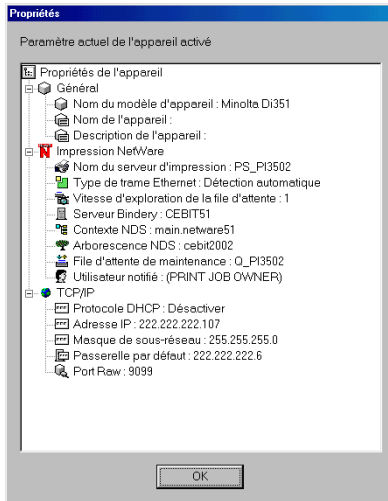 Propriétés
Paramètre actuel de l'appareil activé
Propriétés de l'appareil
Général
Nom du modèle d'appareil : Minolta Di351
Nom de l'appareil :
Description de l'appareil :
Impression NetWare
Nom du serveur d'impression : PS_PI3502
Type de trame Ethernet : Détection automatique
Vitesse d'exploration de la file d'attente : 1
Serveur Bindery : CEBIT51
Contexte NDS : main.netware51
Arborescence NDS : cebit2002
File d'attente de maintenance : Q_PI3502
Utilisateur notifié : (PRINT JOB OWNER)
TCP/IP
Protocole DHCP : Désactiver
Adresse IP : 222.222.222.107
Masque de sous-réseau : 255.255.255.0
Passerelle par défaut : 222.222.222.6
Port Raw : 9099
OK